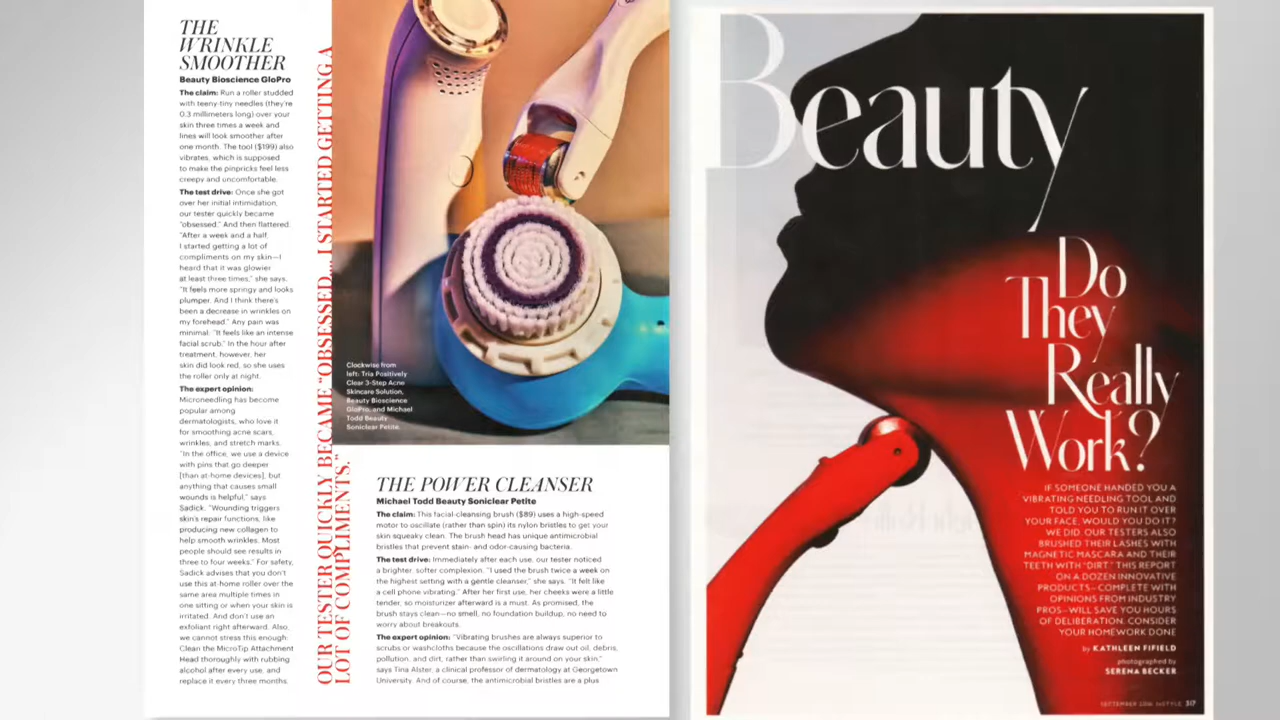 THE
WRINKLE
SMOOTHER
Beauty Bioscience GloPro
The claim: Run a roller studded
with teeny-tiny needles (they're
0.3 millimeters long) over your
skin three times a week and
lines will look smoother after
one month. The tool ($199) also
vibrates, which is supposed
to make the pinpricks feel less
creepy and uncomfortable.
The test drive: Once she got
over her initial intimidation,
our tester quickly became
"obsessed." And then flattered.
"After a week and a half,
I started getting a lot of
compliments on my skin—I
heard that it was glowier
at least three times," she says.
"It feels more springy and looks
plumper. And I think there's
been a decrease in wrinkles on
my forehead." Any pain was
minimal: "It feels like an intense
facial scrub." In the hour after
treatment, however, her
skin did look red, so she uses
the roller only at night.
The expert opinion:
Microneedling has become
popular among
dermatologists, who love it
for smoothing acne scars,
wrinkles, and stretch marks.
"In the office, we use a device
with pins that go deeper
[than at-home devices], but
anything that causes small
wounds is helpful," says
Sadick. "Wounding triggers
skin's repair functions, like
producing new collagen to
help smooth wrinkles. Most
people should see results in
three to four weeks." For safety,
Sadick advises that you don't
use this at-home roller over the
same area multiple times in
one sitting or when your skin is
irritated. And don't use an
exfoliant right afterward. Also,
we cannot stress this enough:
Clean the MicroTip Attachment
Head thoroughly with rubbing
alcohol after every use, and
replace it every three months.
OUR TESTER QUICKLY BECAME "OBSESSED.... I STARTED GETTING A
LOT OF COMPLIMENTS."
Clockwise from
left: Tria Positively
Clear 3-Step Acne
Skincare Solution,
Beauty Bioscience
GloPro, and Michael
Todd Beauty
Soniclear Petite.
THE POWER CLEANSER
Michael Todd Beauty Soniclear Petite
The claim: This facial-cleansing brush ($89) uses a high-speed
motor to oscillate (rather than spin) its nylon bristles to get your
skin squeaky clean. The brush head has unique antimicrobial
bristles that prevent stain- and odor-causing bacteria.
The test drive: Immediately after each use, our tester noticed
a brighter, softer complexion. "I used the brush twice a week on
the highest setting with a gentle cleanser," she says. "It felt like
a cell phone vibrating." After her first use, her cheeks were a little
tender, so moisturizer afterward is a must. As promised, the
brush stays clean—no smell, no foundation buildup, no need to
worry about breakouts.
The expert opinion: "Vibrating brushes are always superior to
scrubs or washcloths because the oscillations draw out oil, debris,
pollution, and dirt, rather than swirling it around on your skin,"
says Tina Alster, a clinical professor of dermatology at Georgetown
University. And of course, the antimicrobial bristles are a plus
Beauty
Do
They
Really
Work?
IF SOMEONE HANDED YOU A
VIBRATING NEEDLING TOOL AND
TOLD YOU TO RUN IT OVER
YOUR FACE, WOULD YOU DO IT?
WE DID. OUR TESTERS ALSO
BRUSHED THEIR LASHES WITH
MAGNETIC MASCARA AND THEIR
TEETH WITH "DIRT." THIS REPORT
ON A DOZEN INNOVATIVE
PRODUCTS—COMPLETE WITH
OPINIONS FROM INDUSTRY
PROS—WILL SAVE YOU HOURS
OF DELIBERATION. CONSIDER
YOUR HOMEWORK DONE
by KATHLEEN FIFIELD
photographed by
SERENA BECKER
SEPTEMBER 2016 INSTYLE 317